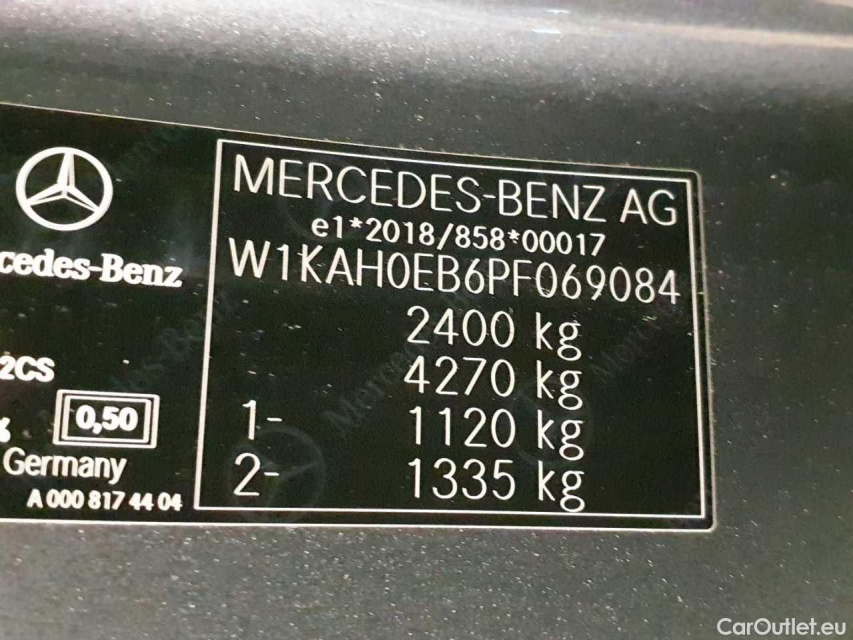 cedes-Benz
2CS
0,50
Germany
A 000 817 44 04
MERCEDES-BENZ AG
e1*2018/858*00017
W1KAH0EB6PF069084
2400 kg
4270 kg
1- 1120 kg
2- 1335 kg
CarOutlet.eu